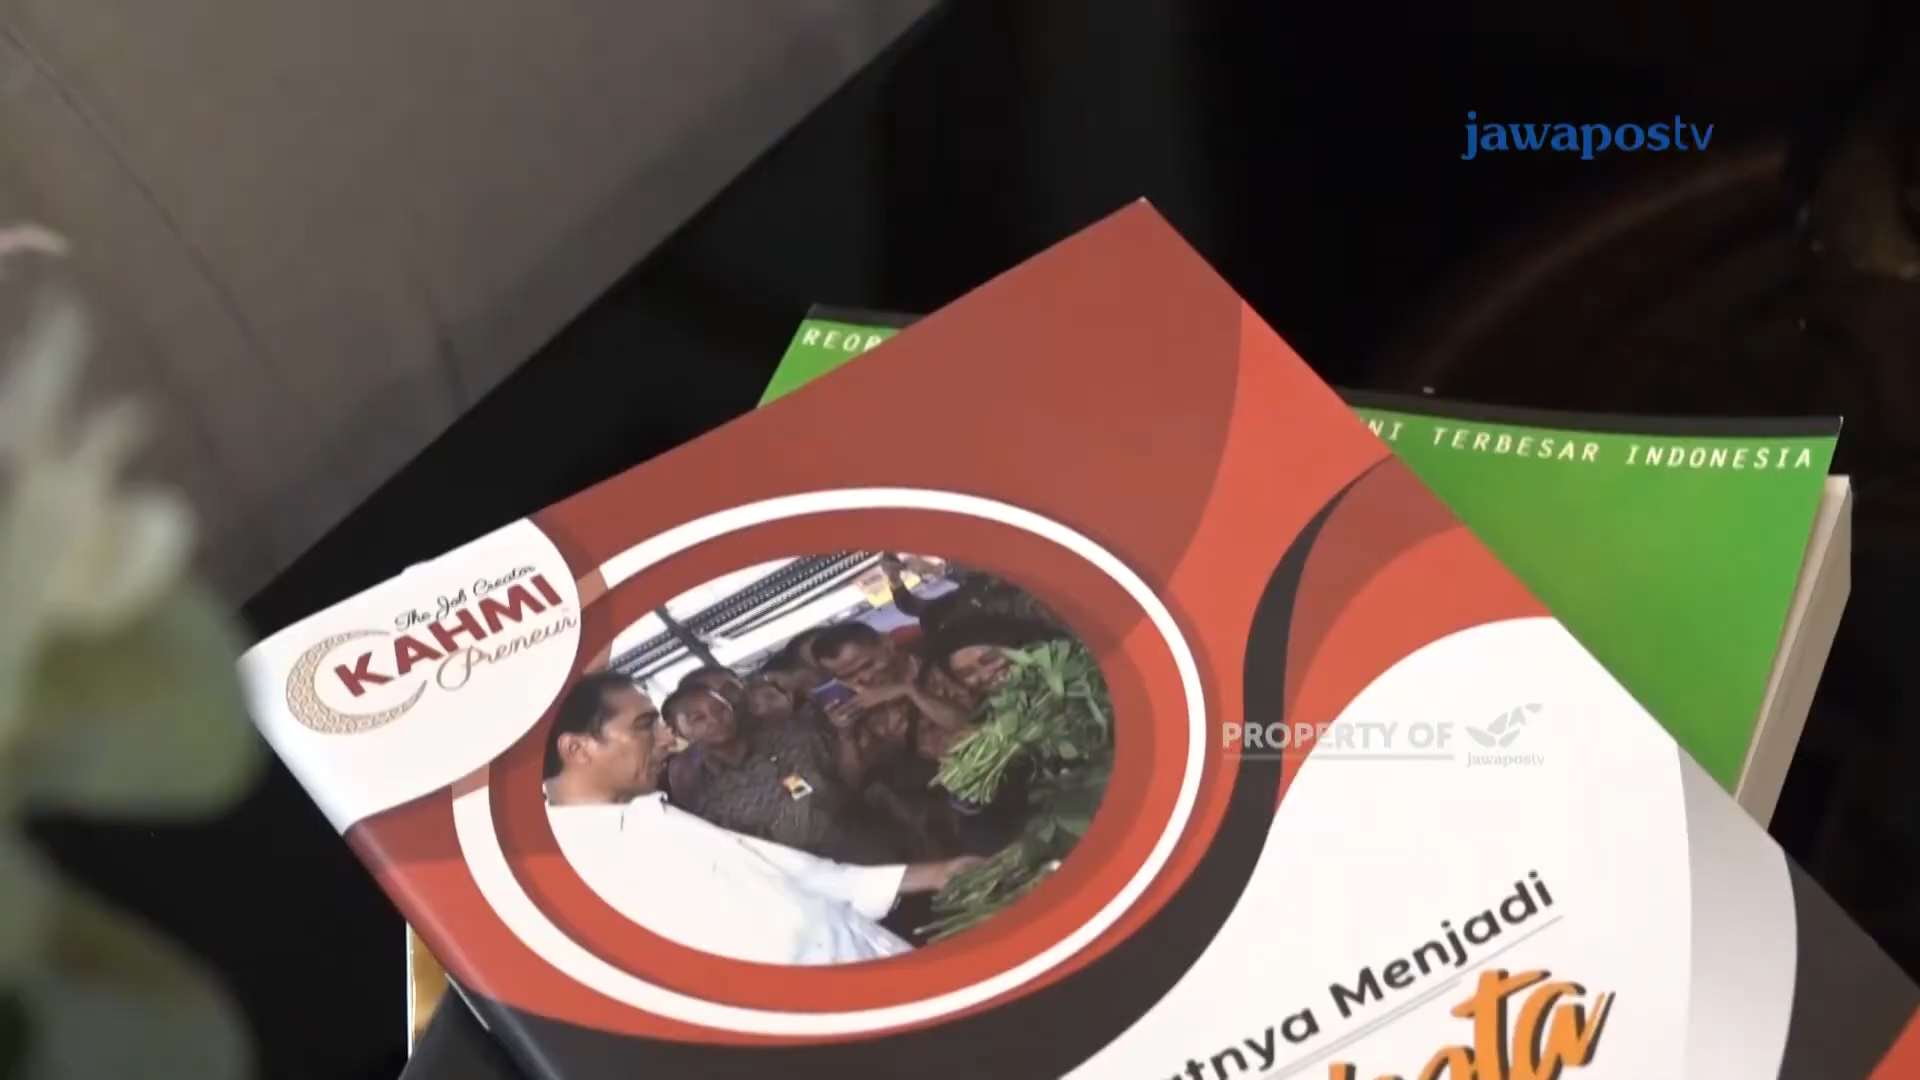 jawapostv
REOP
NI TERBESAR INDONESIA
The Job Creator
KAHMI
Preneur
PROPERTY OF
jawapostv
tnya Menjadi